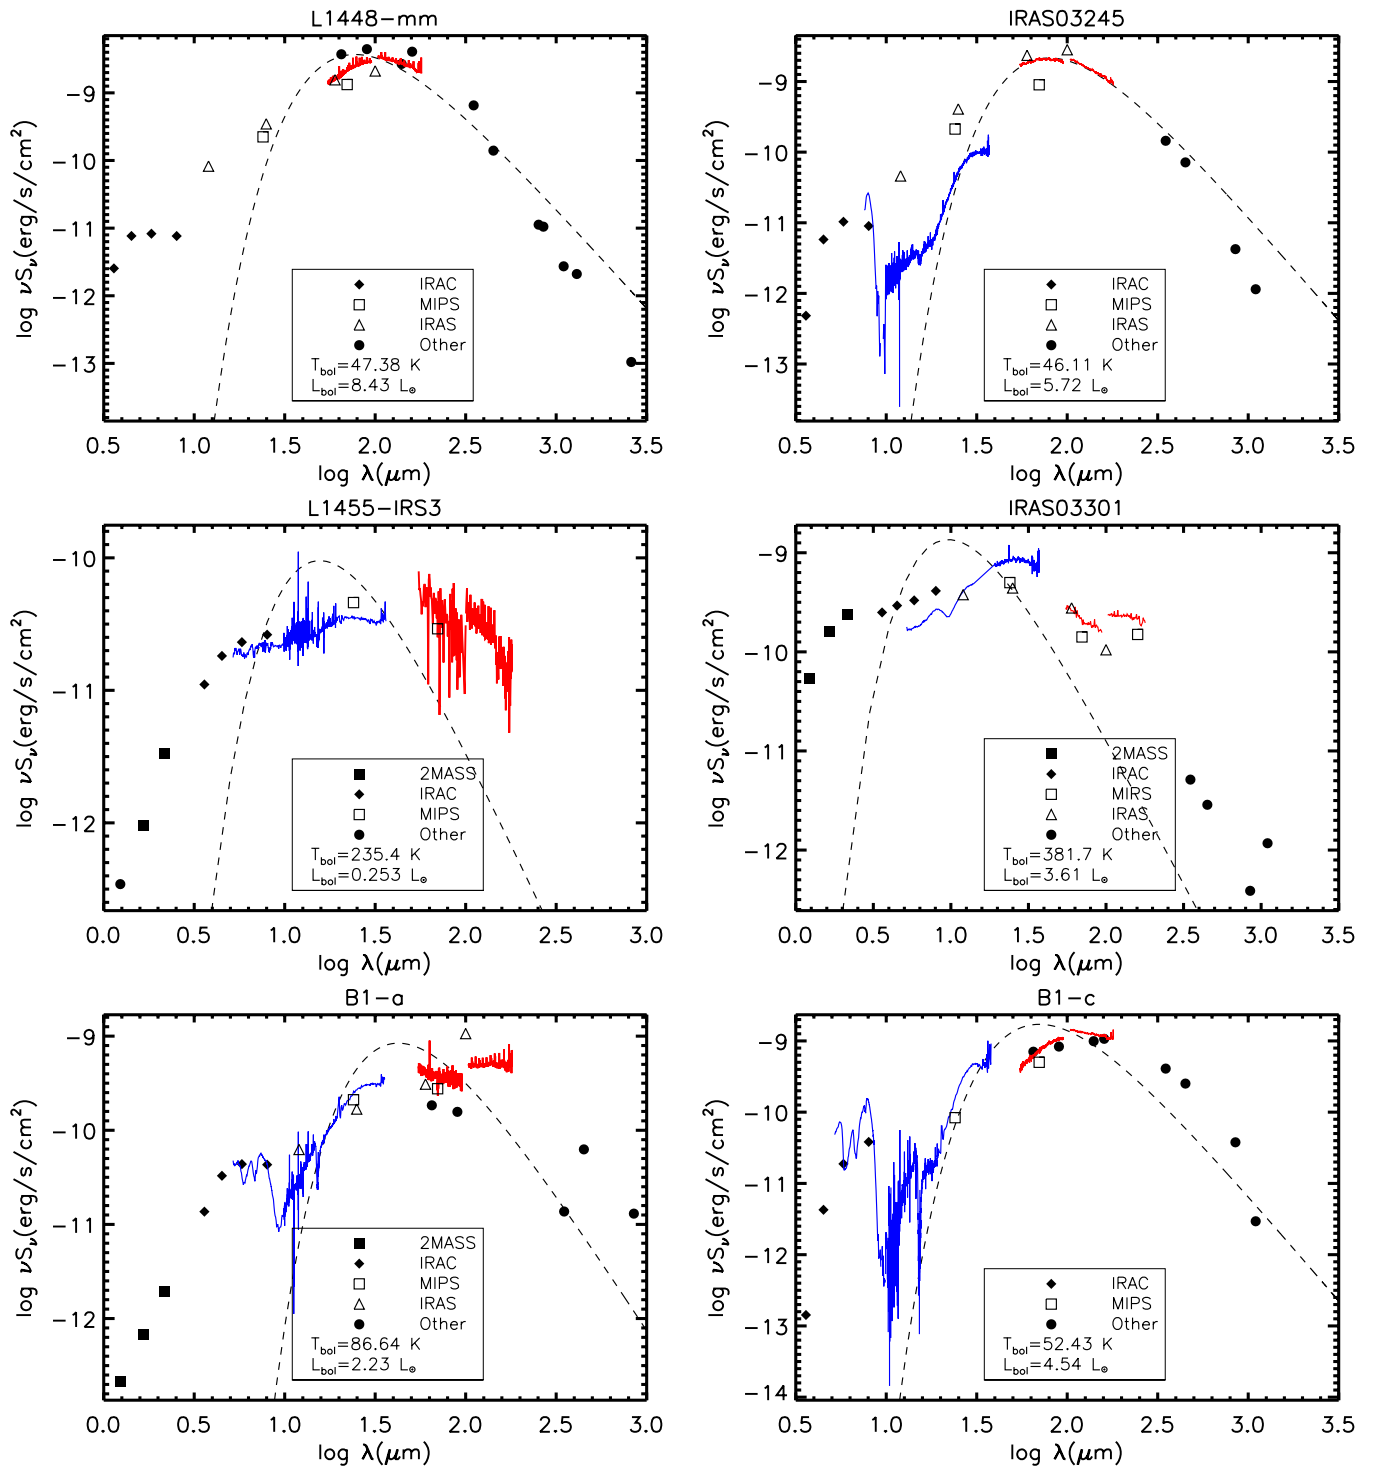 L1448-mm
-9
-10
-11
-12
-13
log νSν(erg/s/cm²)
IRAC
MIPS
IRAS
Other
Tbol=47.38 K
Lbol=8.43 L⊙
0.5 1.0 1.5 2.0 2.5 3.0 3.5
log λ(μm)
IRAS03245
-9
-10
-11
-12
-13
log νSν(erg/s/cm²)
IRAC
MIPS
IRAS
Other
Tbol=46.11 K
Lbol=5.72 L⊙
0.5 1.0 1.5 2.0 2.5 3.0 3.5
log λ(μm)
L1455-IRS3
-10
-11
-12
log νSν(erg/s/cm²)
2MASS
IRAC
MIPS
Other
Tbol=235.4 K
Lbol=0.253 L⊙
0.0 0.5 1.0 1.5 2.0 2.5 3.0
log λ(μm)
IRAS03301
-9
-10
-11
-12
log νSν(erg/s/cm²)
2MASS
IRAC
MIRS
IRAS
Other
Tbol=381.7 K
Lbol=3.61 L⊙
0.0 0.5 1.0 1.5 2.0 2.5 3.0 3.5
log λ(μm)
B1-a
-9
-10
-11
-12
log νSν(erg/s/cm²)
2MASS
IRAC
MIPS
IRAS
Other
Tbol=86.64 K
Lbol=2.23 L⊙
0.0 0.5 1.0 1.5 2.0 2.5 3.0
log λ(μm)
B1-c
-9
-10
-11
-12
-13
-14
log νSν(erg/s/cm²)
IRAC
MIPS
Other
Tbol=52.43 K
Lbol=4.54 L⊙
0.5 1.0 1.5 2.0 2.5 3.0 3.5
log λ(μm)